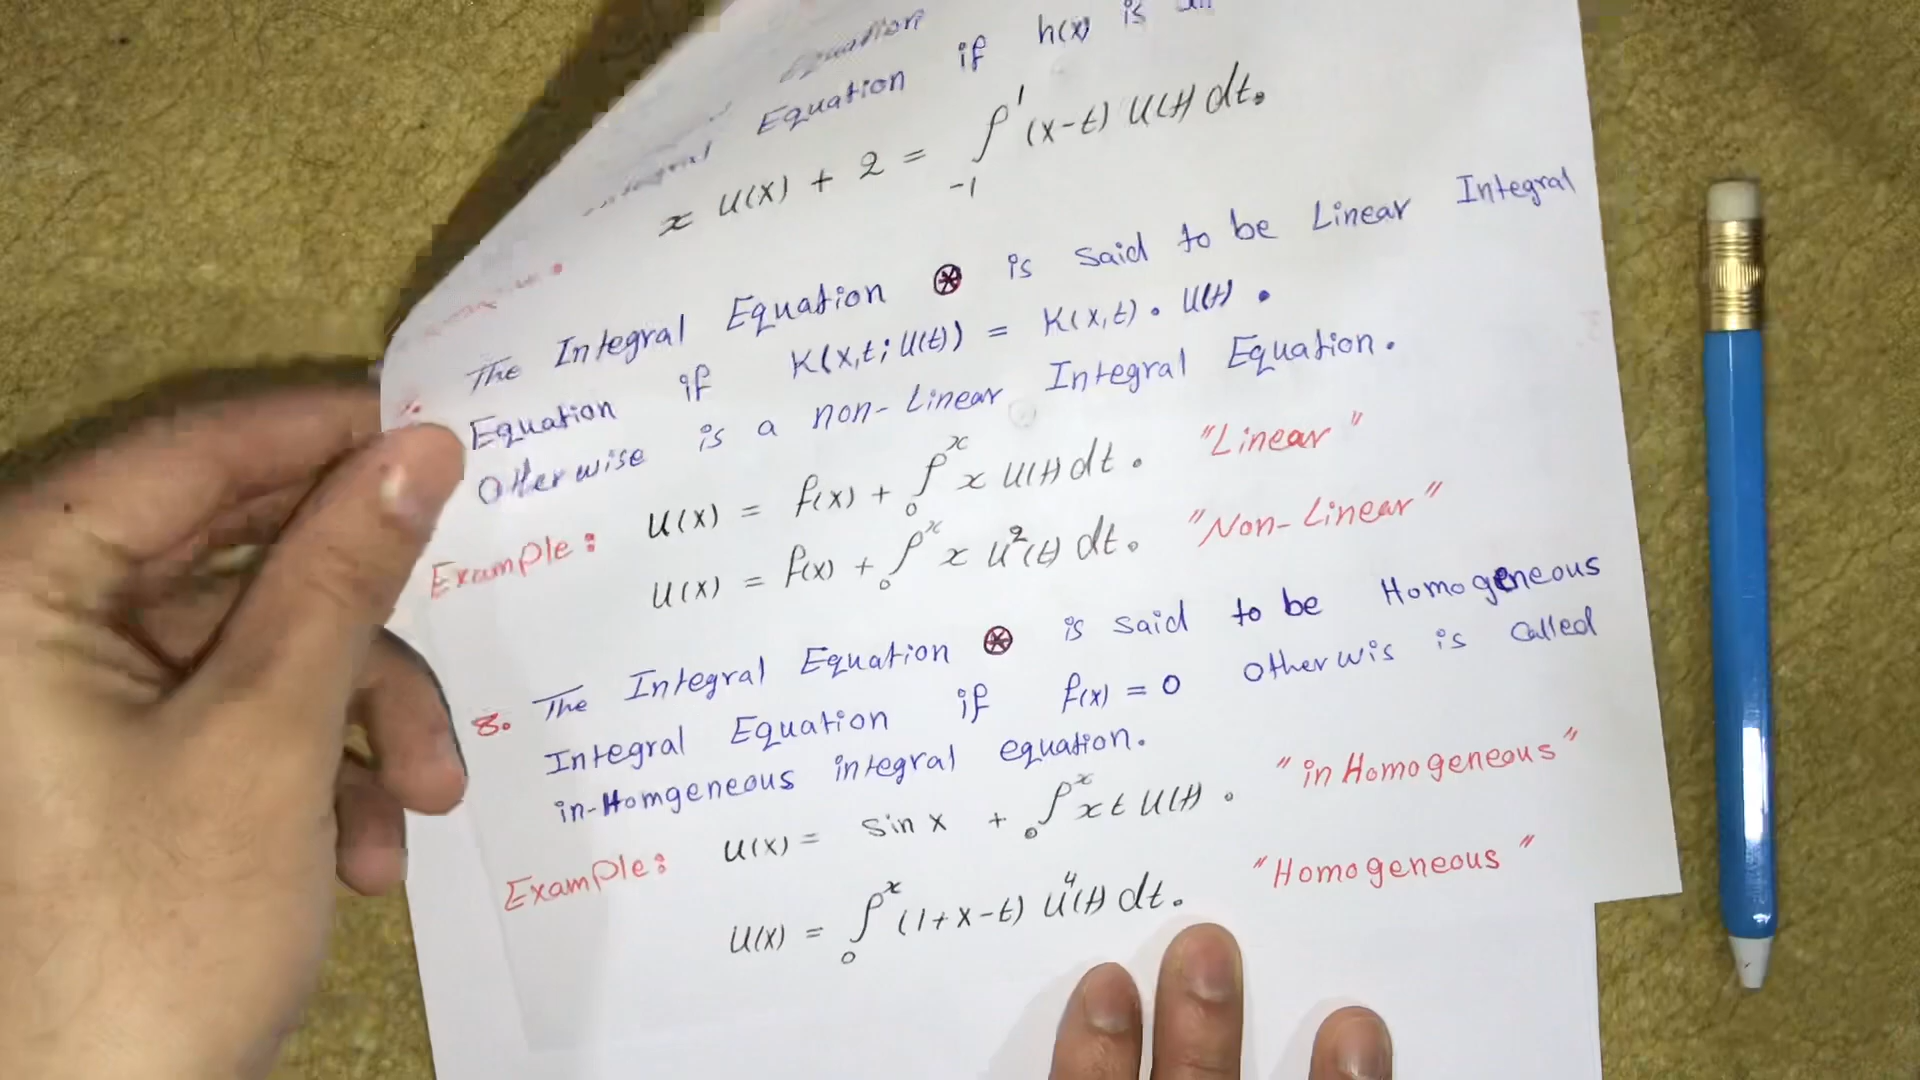 Equation
Equation if h(x) is
x u(x) + 2 = ∫_{-1}^{1} (x-t) u(t) dt.
The Integral Equation ⊛ is said to be Linear Integral
Equation if K(x,t; u(t)) = K(x,t). u(t).
Otherwise is a non-Linear Integral Equation.
Example: u(x) = f(x) + ∫_0^x x u(t) dt. "Linear"
u(x) = f(x) + ∫_0^x x u²(t) dt. "Non-Linear"
8. The Integral Equation ⊛ is said to be Homogeneous
Integral Equation if f(x) = 0 otherwis is called
in-Homgeneous integral equation.
Example: u(x) = sin x + ∫_0^x x t u(t). "inHomogeneous"
u(x) = ∫_0^x (1+x-t) u⁴(t) dt. "Homogeneous"